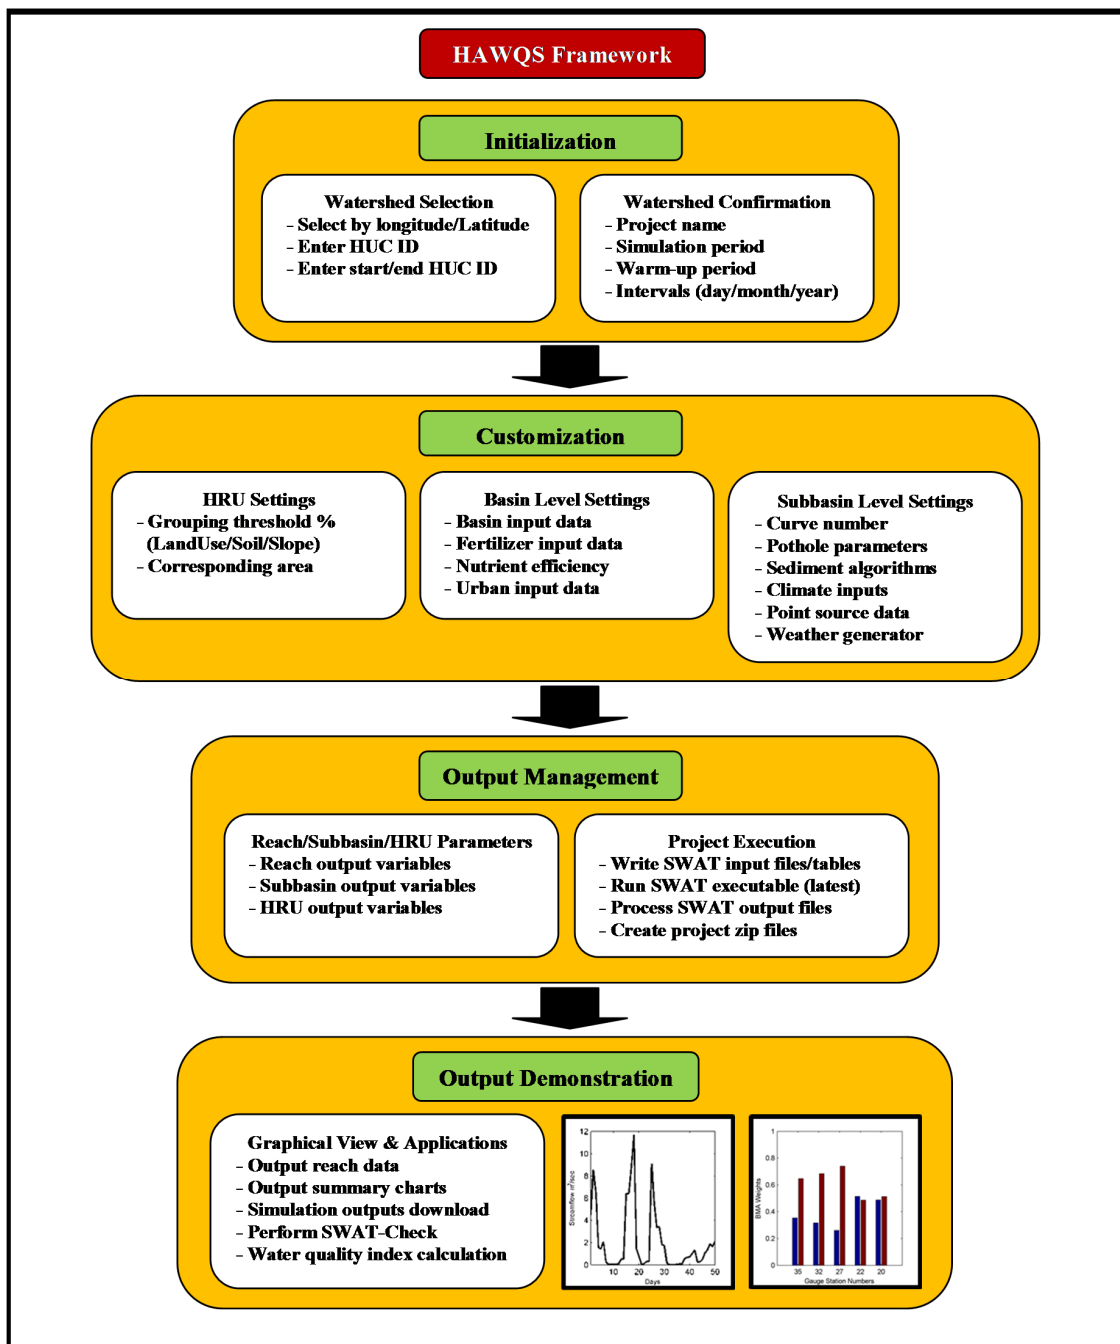 HAWQS Framework
Initialization
Watershed Selection
- Select by longitude/Latitude
- Enter HUC ID
- Enter start/end HUC ID
Watershed Confirmation
- Project name
- Simulation period
- Warm-up period
- Intervals (day/month/year)
Customization
HRU Settings
- Grouping threshold %
(LandUse/Soil/Slope)
- Corresponding area
Basin Level Settings
- Basin input data
- Fertilizer input data
- Nutrient efficiency
- Urban input data
Subbasin Level Settings
- Curve number
- Pothole parameters
- Sediment algorithms
- Climate inputs
- Point source data
- Weather generator
Output Management
Reach/Subbasin/HRU Parameters
- Reach output variables
- Subbasin output variables
- HRU output variables
Project Execution
- Write SWAT input files/tables
- Run SWAT executable (latest)
- Process SWAT output files
- Create project zip files
Output Demonstration
Graphical View & Applications
- Output reach data
- Output summary charts
- Simulation outputs download
- Perform SWAT-Check
- Water quality index calculation
Streamflow m³/sec
12
10
8
6
4
2
0
10 20 30 40 50
Days
BMA Weights
1
0.8
0.6
0.4
0.2
0
35 32 27 22 20
Gauge Station Numbers